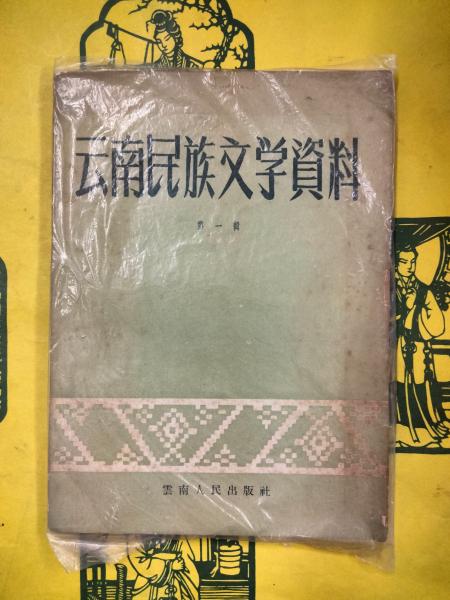 云南民族文学資料
第一輯
雲南人民出版社